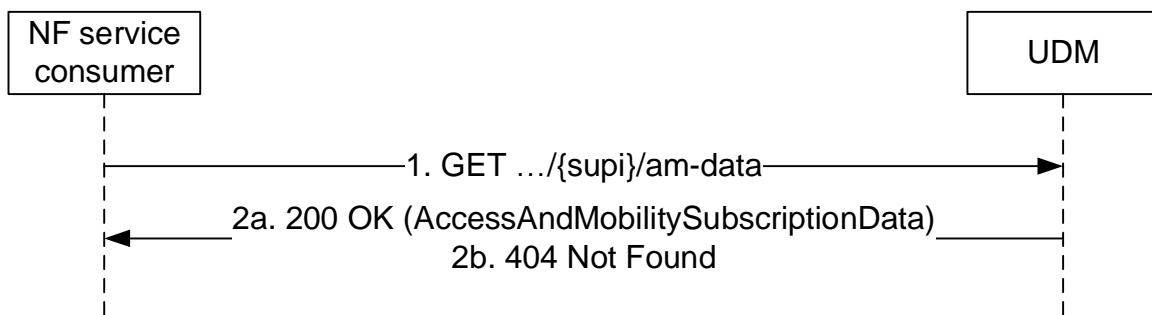 NF service
consumer
UDM
1. GET …/{supi}/am-data
2a. 200 OK (AccessAndMobilitySubscriptionData)
2b. 404 Not Found